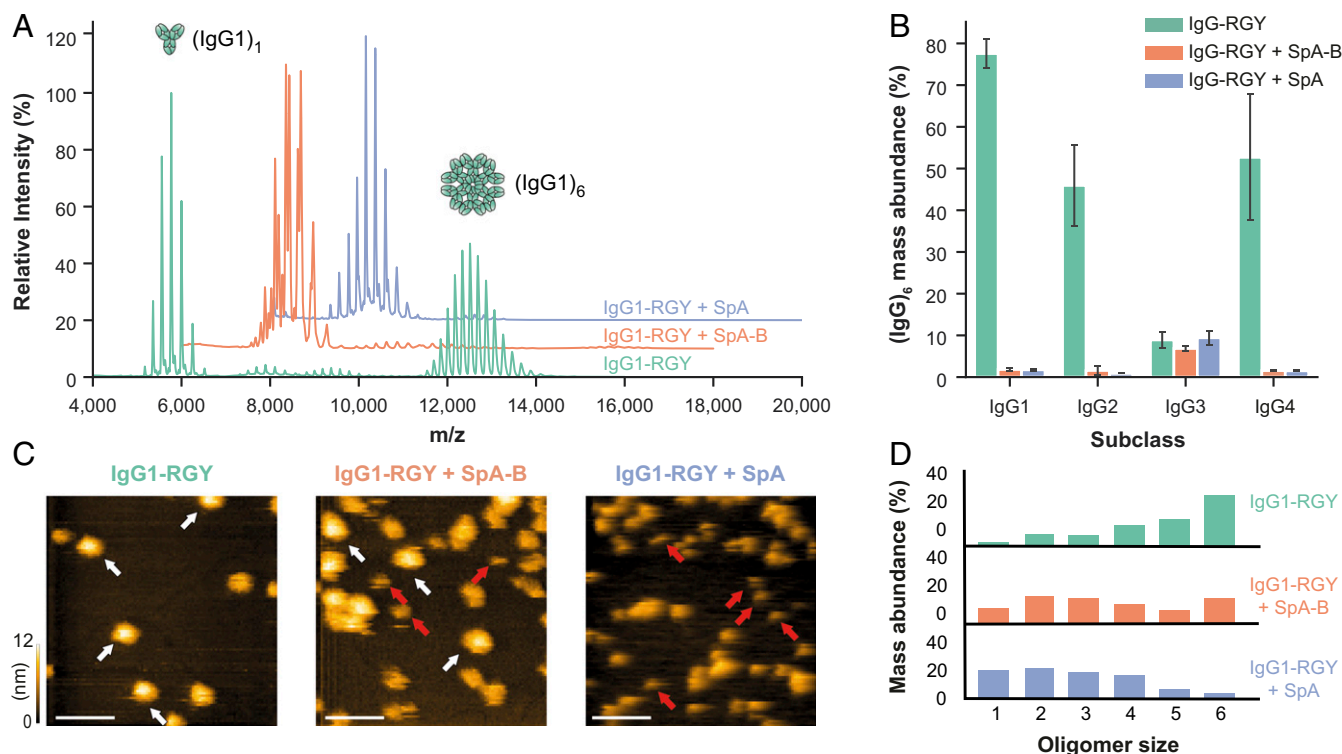 A
120
100
80
60
40
20
0
Relative Intensity (%)
(IgG1)1
(IgG1)6
IgG1-RGY + SpA
IgG1-RGY + SpA-B
IgG1-RGY
4,000 6,000 8,000 10,000 12,000 14,000 16,000 18,000 20,000
m/z
B
IgG-RGY
IgG-RGY + SpA-B
IgG-RGY + SpA
80
70
60
50
40
30
20
10
0
(IgG)6 mass abundance (%)
IgG1 IgG2 IgG3 IgG4
Subclass
C
IgG1-RGY
IgG1-RGY + SpA-B
IgG1-RGY + SpA
12
(nm)
0
D
40
20
0
40
20
0
40
20
0
Mass abundance (%)
IgG1-RGY
IgG1-RGY
+ SpA-B
IgG1-RGY
+ SpA
1 2 3 4 5 6
Oligomer size